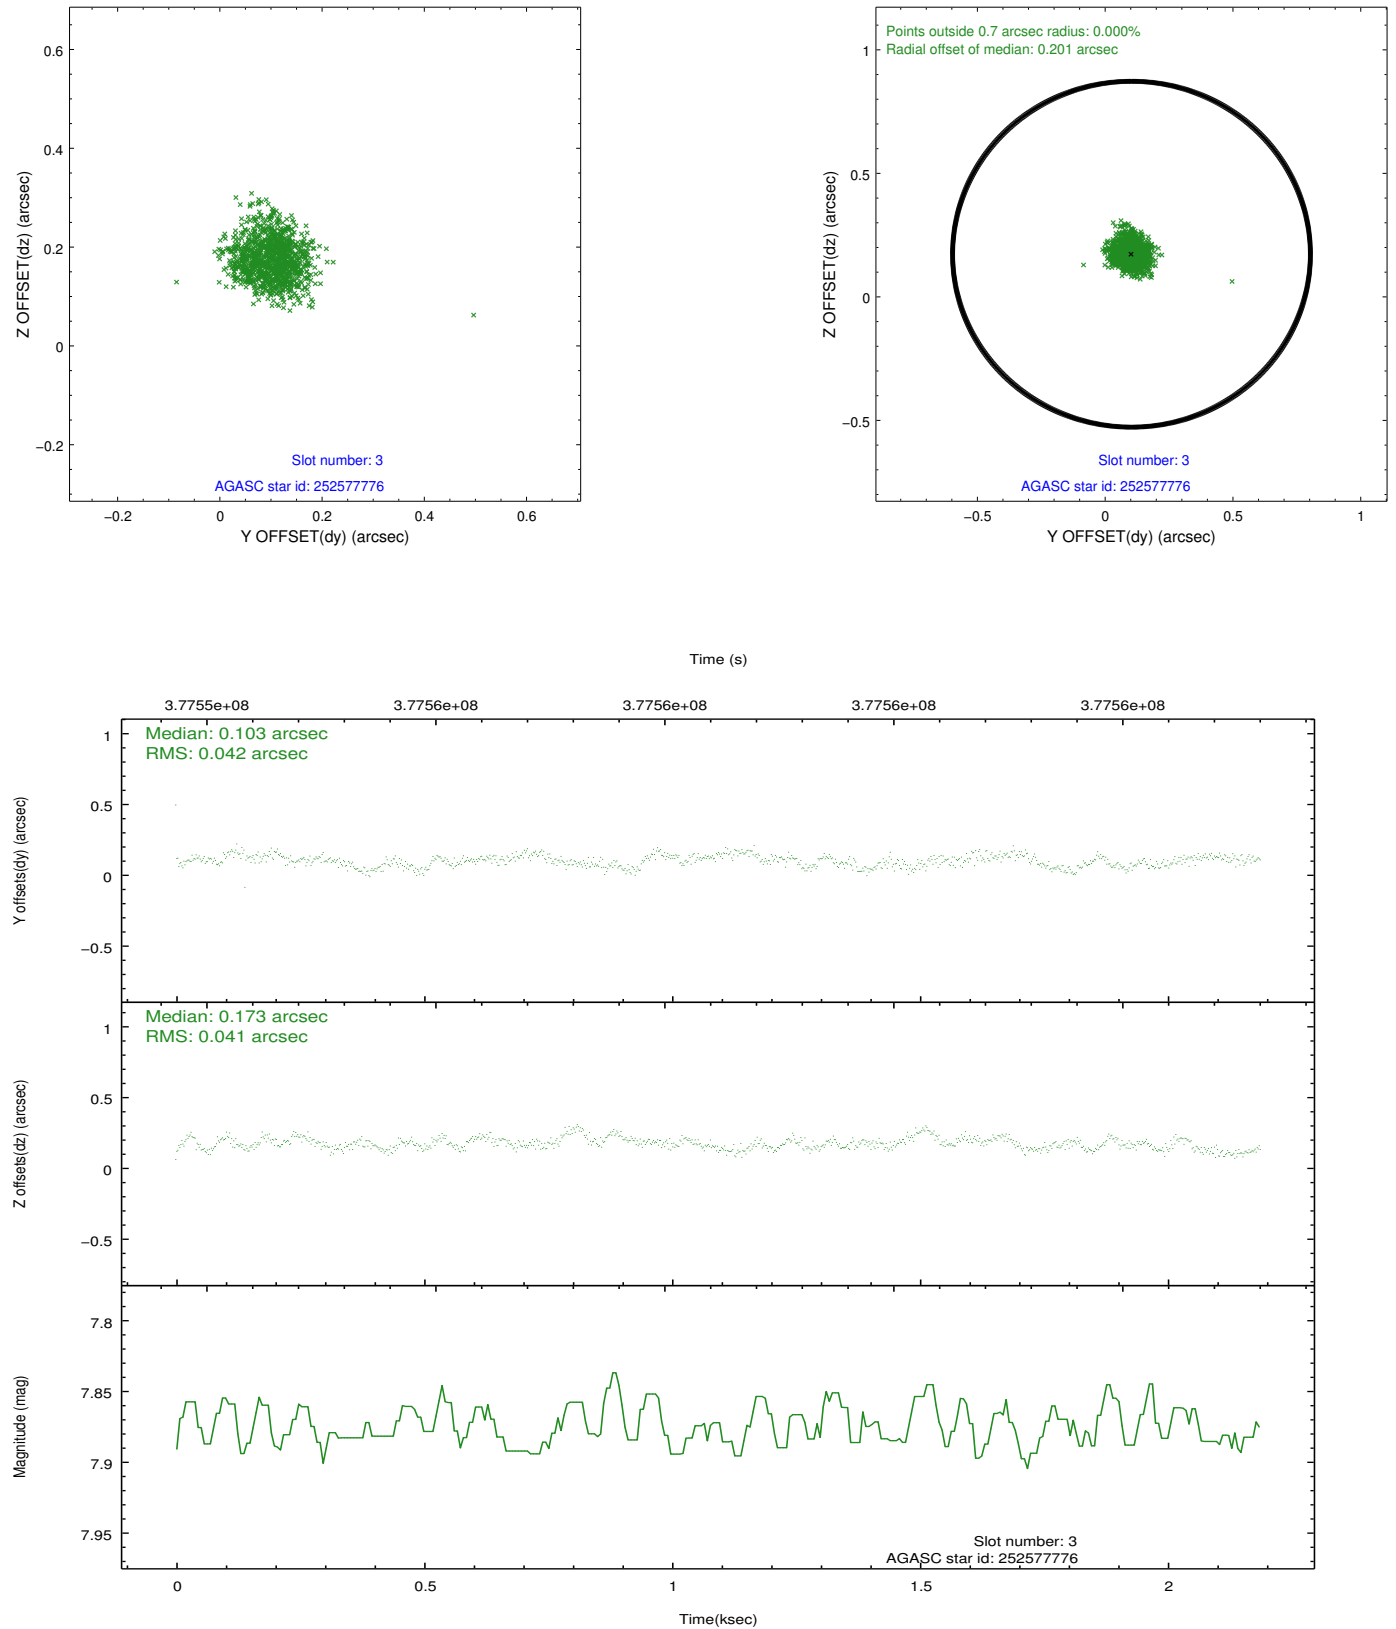 0.6
0.4
0.2
0
−0.2
Z OFFSET(dz) (arcsec)
Slot number: 3
AGASC star id: 252577776
−0.2 0 0.2 0.4 0.6
Y OFFSET(dy) (arcsec)
Points outside 0.7 arcsec radius: 0.000%
Radial offset of median: 0.201 arcsec
1
0.5
0
−0.5
Z OFFSET(dz) (arcsec)
Slot number: 3
AGASC star id: 252577776
−0.5 0 0.5 1
Y OFFSET(dy) (arcsec)
Time (s)
3.7755e+08 3.7756e+08 3.7756e+08 3.7756e+08 3.7756e+08
Median: 0.103 arcsec
RMS: 0.042 arcsec
1
0.5
0
−0.5
Y offsets(dy) (arcsec)
Median: 0.173 arcsec
RMS: 0.041 arcsec
1
0.5
0
−0.5
Z offsets(dz) (arcsec)
7.8
7.85
7.9
7.95
Magnitude (mag)
Slot number: 3
AGASC star id: 252577776
0 0.5 1 1.5 2
Time(ksec)